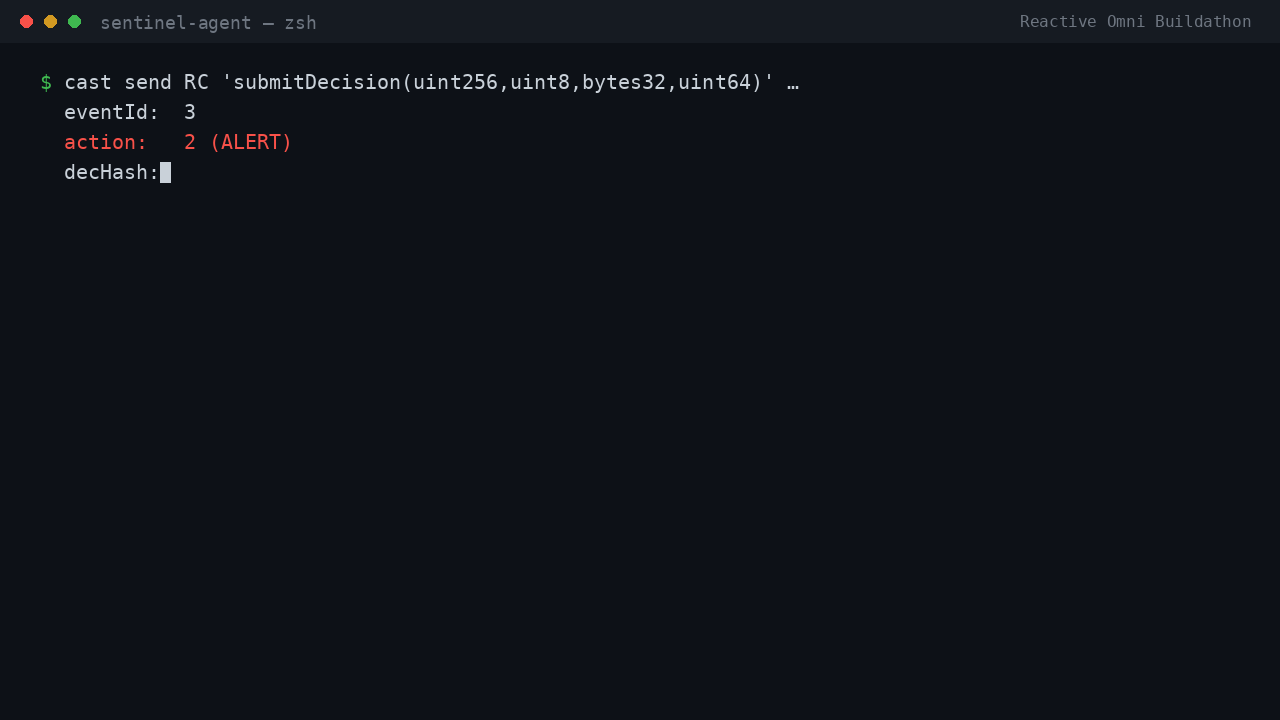 sentinel-agent — zsh
Reactive Omni Buildathon
$ cast send RC 'submitDecision(uint256,uint8,bytes32,uint64)' …
eventId:  3
action:   2 (ALERT)
decHash: